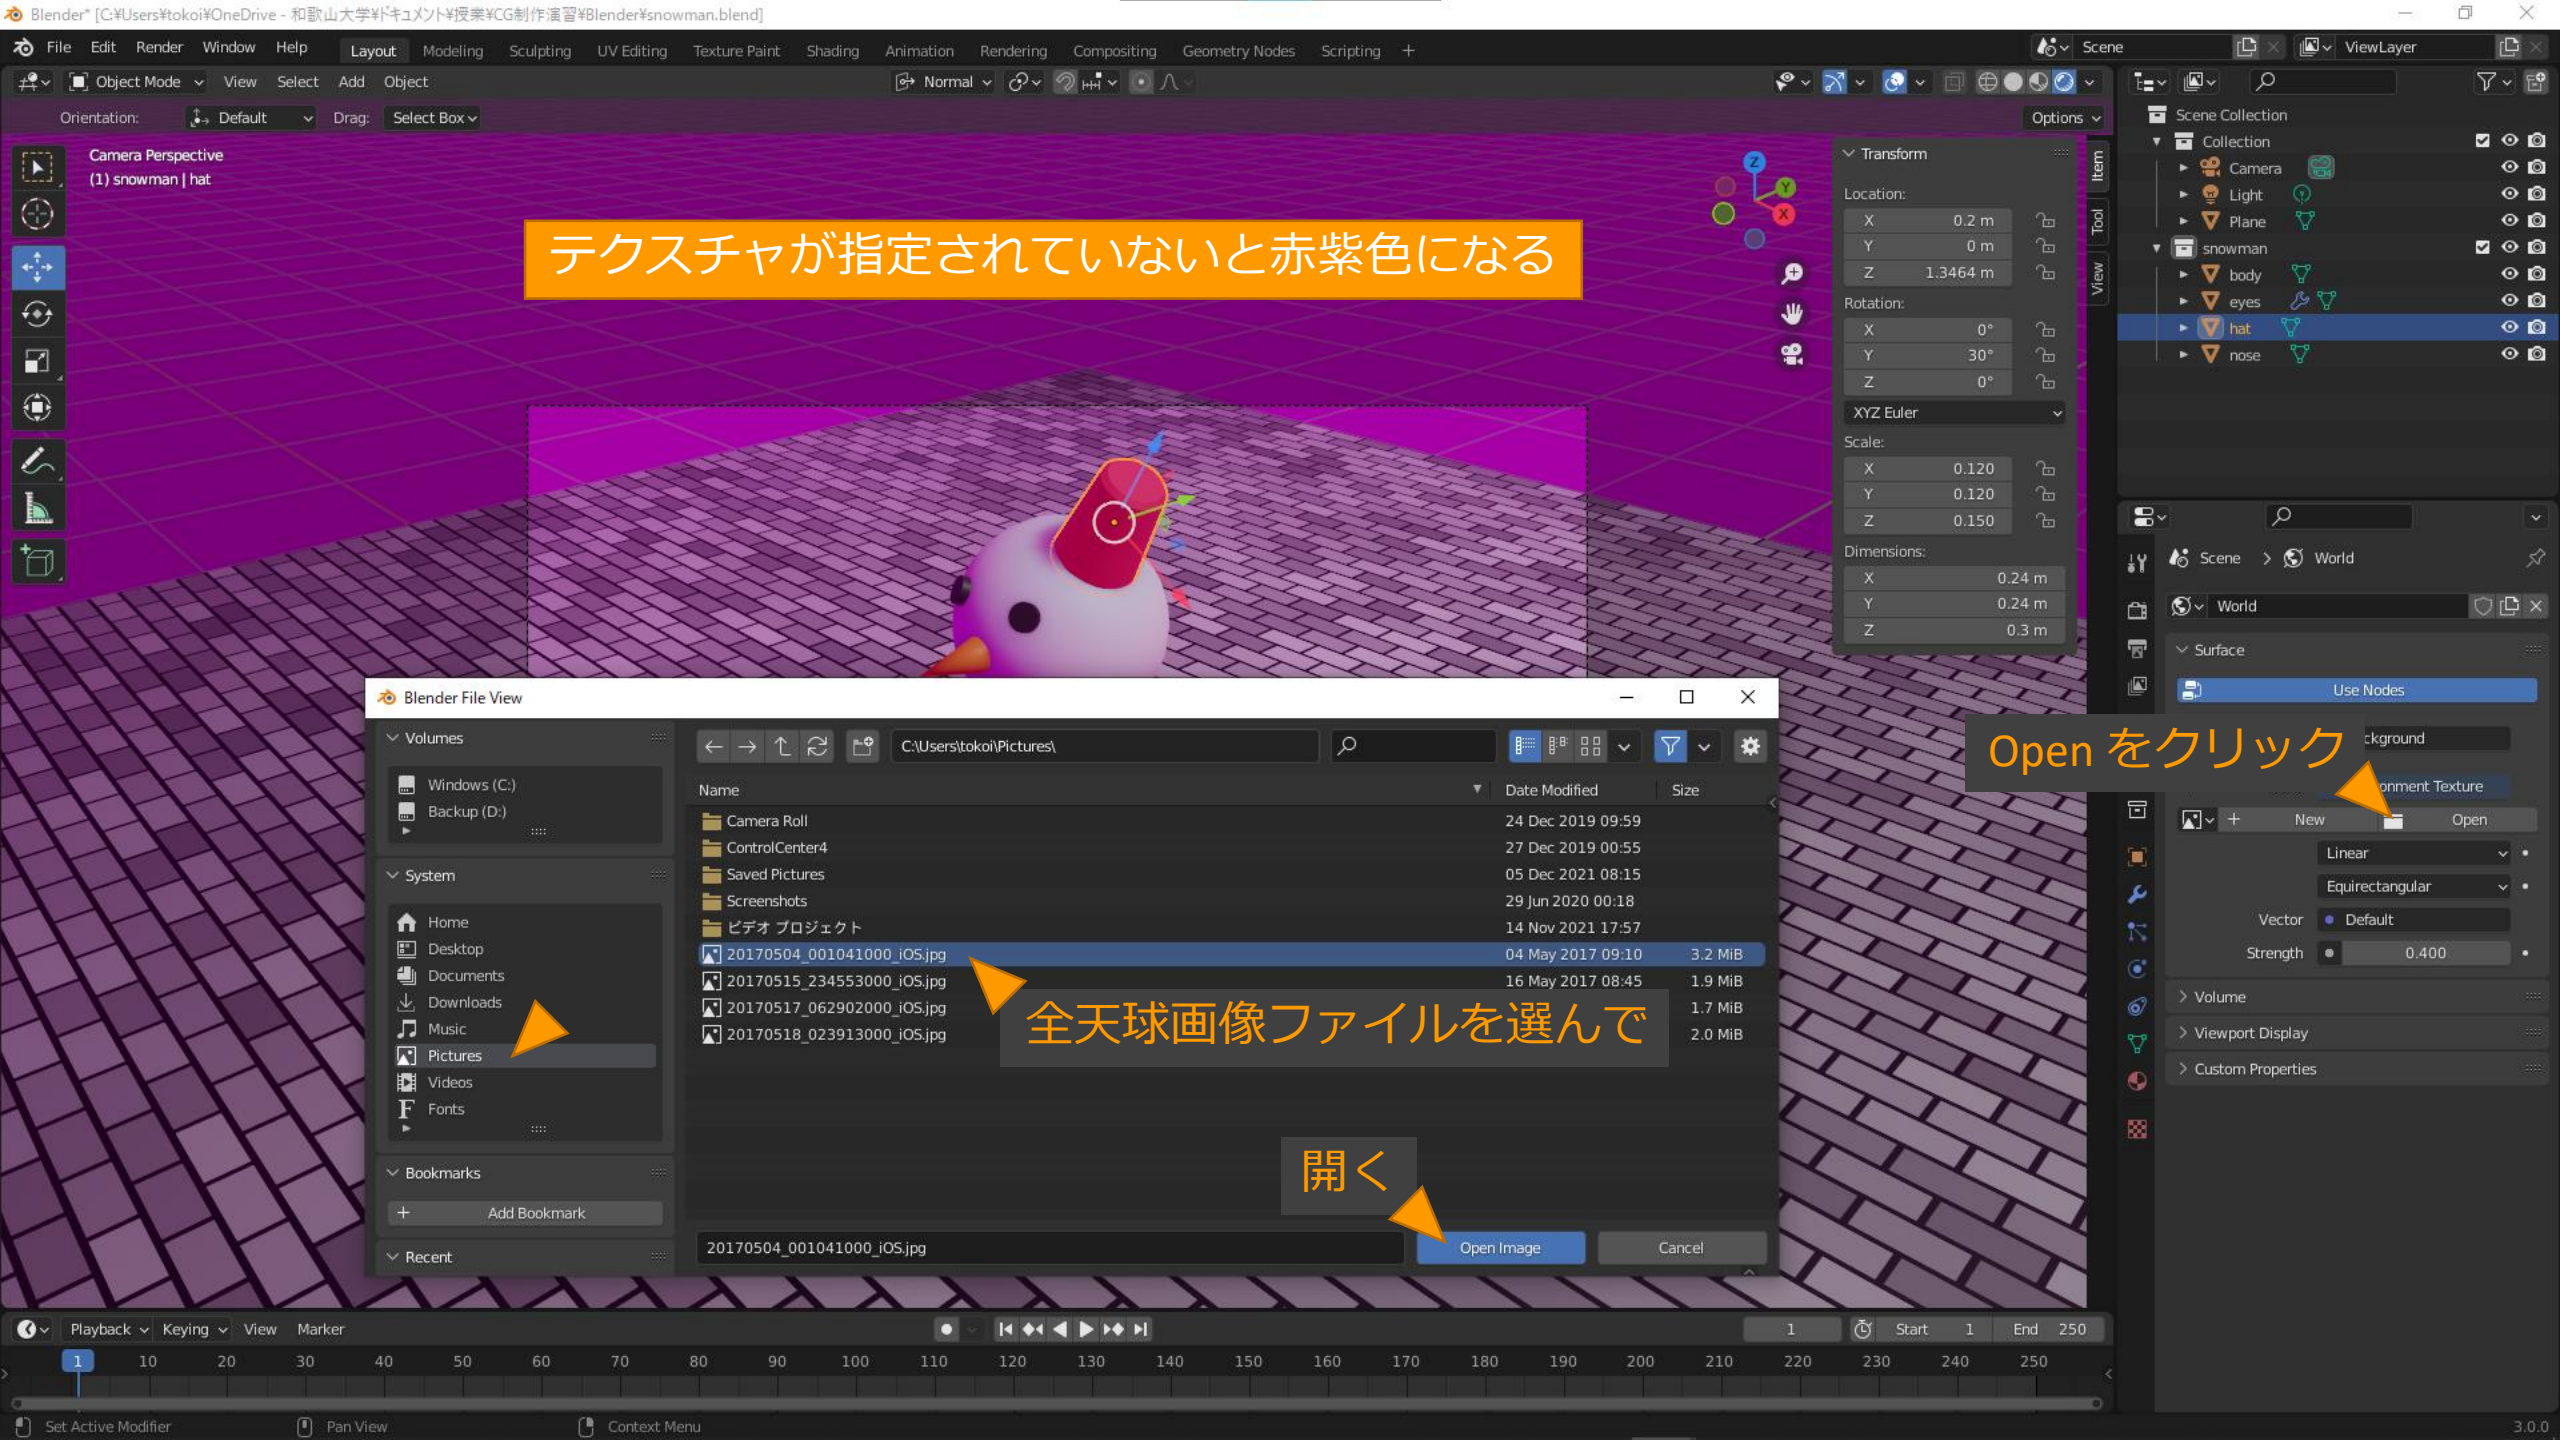 Blender* [C:¥Users¥tokoi¥OneDrive - 和歌山大学¥ドキュメント¥授業¥CG制作演習¥Blender¥snowman.blend]
File Edit Render Window Help Layout Modeling Sculpting UV Editing Texture Paint Shading Animation Rendering Compositing Geometry Nodes Scripting + Scene ViewLayer
Object Mode View Select Add Object Normal
Orientation: Default Drag: Select Box Options
Camera Perspective
(1) snowman | hat
テクスチャが指定されていないと赤紫色になる
Z
Y
X
Item
Tool
View
Transform
Location:
X 0.2 m
Y 0 m
Z 1.3464 m
Rotation:
X 0°
Y 30°
Z 0°
XYZ Euler
Scale:
X 0.120
Y 0.120
Z 0.150
Dimensions:
X 0.24 m
Y 0.24 m
Z 0.3 m
Scene Collection
Collection
Camera
Light
Plane
snowman
body
eyes
hat
nose
Scene > World
World
Surface
Use Nodes
Open をクリック
ckground
onment Texture
New Open
Linear
Equirectangular
Vector Default
Strength 0.400
Volume
Viewport Display
Custom Properties
Blender File View
Volumes
Windows (C:)
Backup (D:)
System
Home
Desktop
Documents
Downloads
Music
Pictures
Videos
Fonts
Bookmarks
+ Add Bookmark
Recent
C:\Users\tokoi\Pictures\
Name Date Modified Size
Camera Roll 24 Dec 2019 09:59
ControlCenter4 27 Dec 2019 00:55
Saved Pictures 05 Dec 2021 08:15
Screenshots 29 Jun 2020 00:18
ビデオ プロジェクト 14 Nov 2021 17:57
20170504_001041000_iOS.jpg 04 May 2017 09:10 3.2 MiB
20170515_234553000_iOS.jpg 16 May 2017 08:45 1.9 MiB
20170517_062902000_iOS.jpg 1.7 MiB
20170518_023913000_iOS.jpg 2.0 MiB
全天球画像ファイルを選んで
開く
20170504_001041000_iOS.jpg Open Image Cancel
Playback Keying View Marker 1 Start 1 End 250
1 10 20 30 40 50 60 70 80 90 100 110 120 130 140 150 160 170 180 190 200 210 220 230 240 250
Set Active Modifier Pan View Context Menu 3.0.0